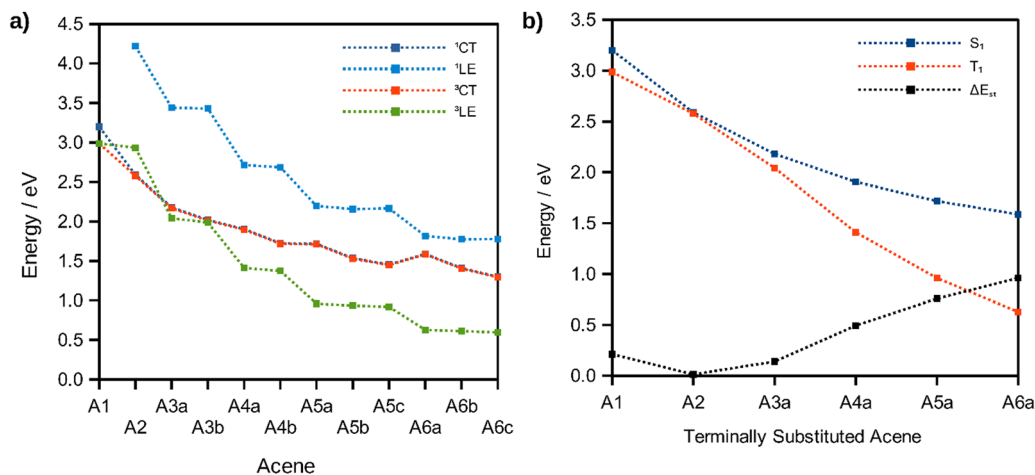 a)
4.5
4.0
3.5
3.0
2.5
2.0
1.5
1.0
0.5
0.0
Energy / eV
¹CT
¹LE
³CT
³LE
A1
A2
A3a
A3b
A4a
A4b
A5a
A5b
A5c
A6a
A6b
A6c
Acene
b)
3.5
3.0
2.5
2.0
1.5
1.0
0.5
0.0
Energy / eV
S₁
T₁
ΔEₛₜ
A1
A2
A3a
A4a
A5a
A6a
Terminally Substituted Acene